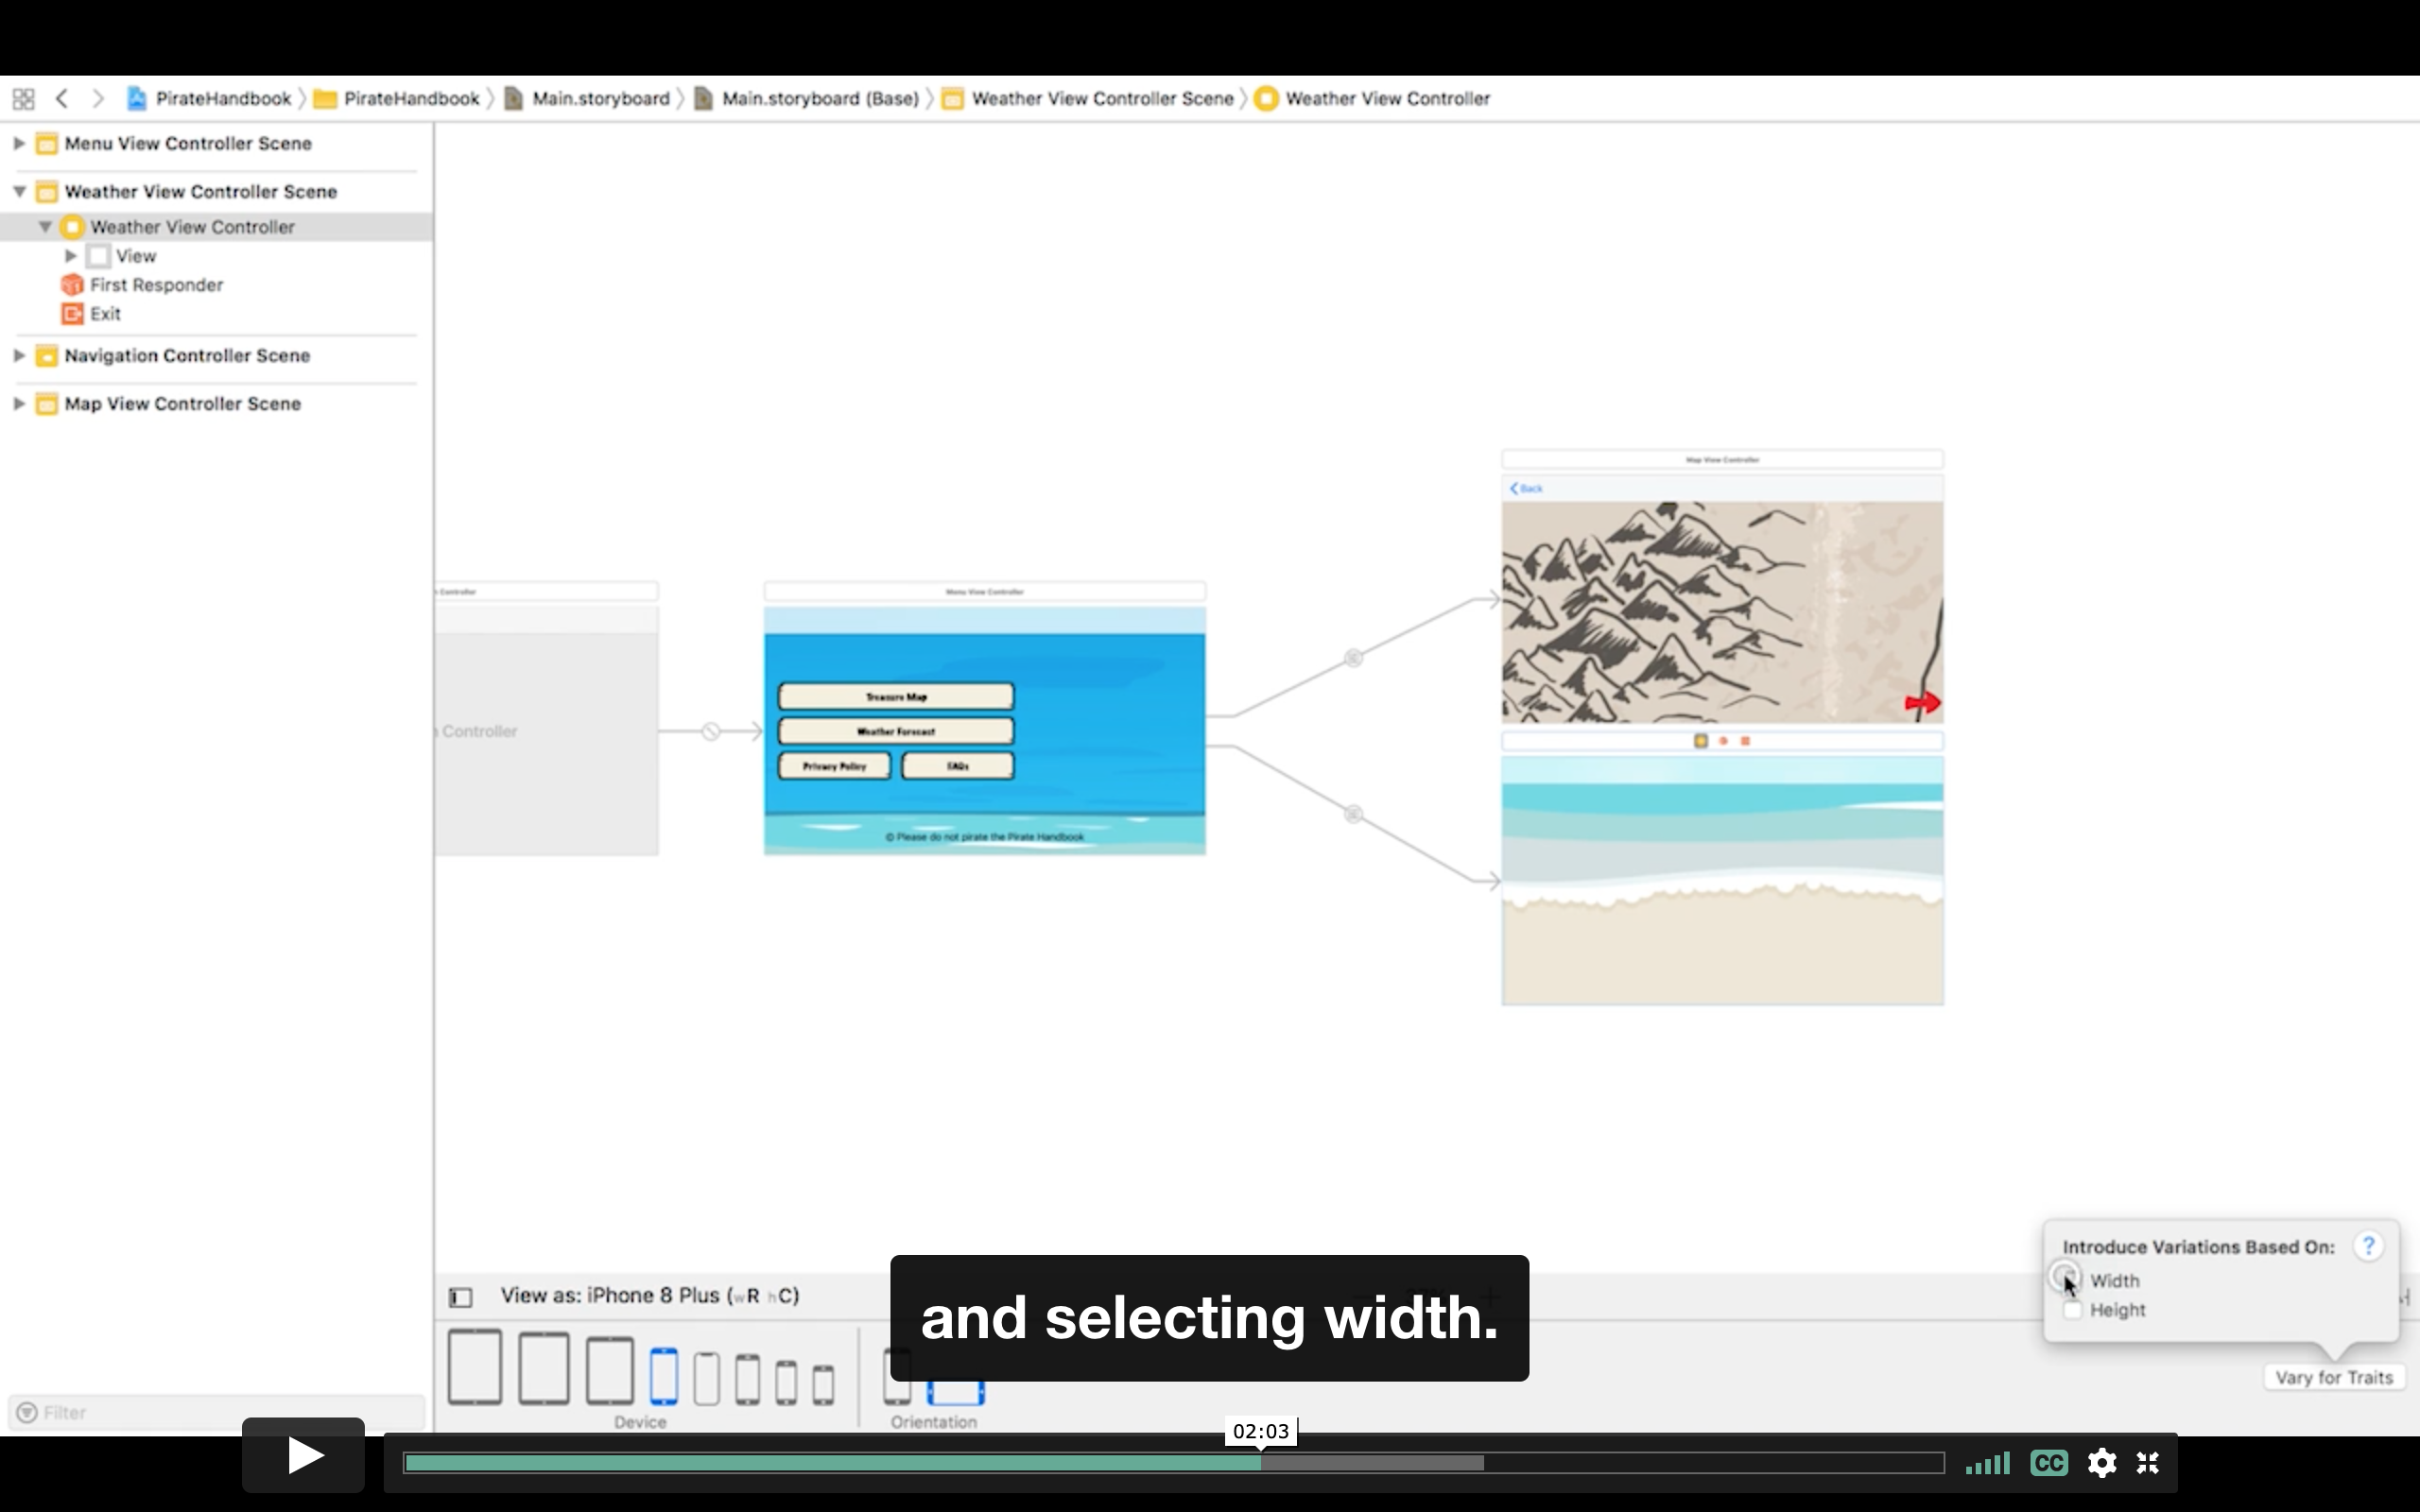 PirateHandbook
PirateHandbook
Main.storyboard
Main.storyboard (Base)
Weather View Controller Scene
Weather View Controller
Menu View Controller Scene
Weather View Controller Scene
Weather View Controller
View
First Responder
Exit
Navigation Controller Scene
Map View Controller Scene
Filter
Controller
Controller
Menu View Controller
Treasure Map
Weather Forecast
Privacy Policy
FAQs
© Please do not pirate the Pirate Handbook
Map View Controller
Back
View as: iPhone 8 Plus (wR hC)
Device
Orientation
and selecting width.
Introduce Variations Based On:
?
Width
Height
Vary for Traits
02:03
CC